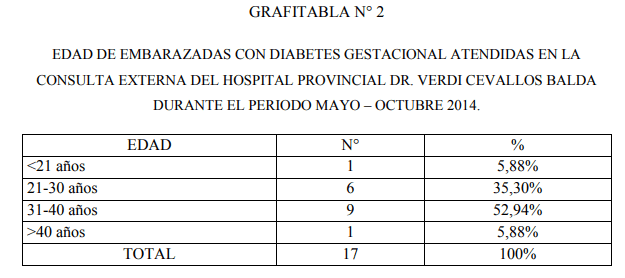 GRAFITABLA N° 2
EDAD DE EMBARAZADAS CON DIABETES GESTACIONAL ATENDIDAS EN LA
CONSULTA EXTERNA DEL HOSPITAL PROVINCIAL DR. VERDI CEVALLOS BALDA
DURANTE EL PERIODO MAYO – OCTUBRE 2014.
EDAD N° %
<21 años 1 5,88%
21-30 años 6 35,30%
31-40 años 9 52,94%
>40 años 1 5,88%
TOTAL 17 100%